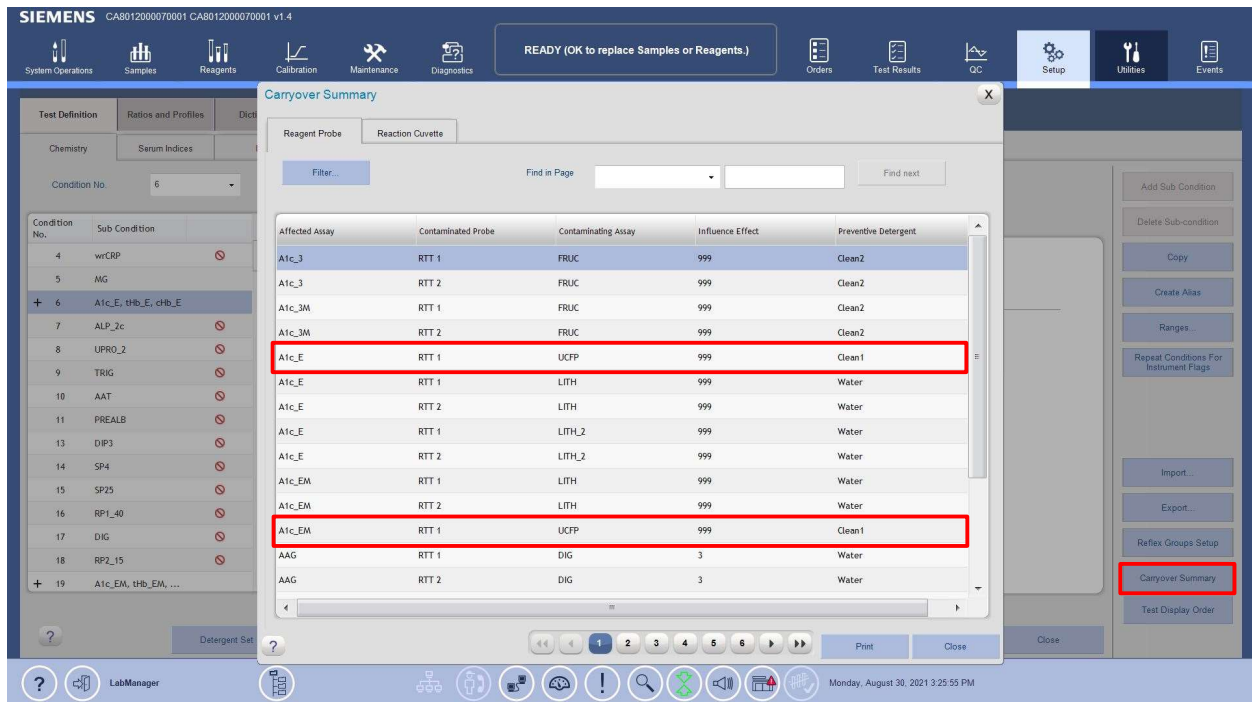 SIEMENS CA8012000070001 CA8012000070001 v1.4
System Operations
Samples
Reagents
Calibration
Maintenance
Diagnostics
READY (OK to replace Samples or Reagents.)
Orders
Test Results
QC
Setup
Utilities
Events
Test Definition
Ratios and Profiles
Chemistry
Serum Indices
Condition No.
6
Condition No.
Sub Condition
4 wrCRP
5 MG
+ 6 A1c_E, tHb_E, cHb_E
7 ALP_2c
8 UPRO_2
9 TRIG
10 AAT
11 PREALB
13 DIP3
14 SP4
15 SP25
16 RP1_40
17 DIG
18 RP2_15
+ 19 A1c_EM, tHb_EM, ...
?
Detergent Set
Carryover Summary
X
Reagent Probe
Reaction Cuvette
Filter...
Find in Page
Find next
Affected Assay Contaminated Probe Contaminating Assay Influence Effect Preventive Detergent
A1c_3 RTT 1 FRUC 999 Clean2
A1c_3 RTT 2 FRUC 999 Clean2
A1c_3M RTT 1 FRUC 999 Clean2
A1c_3M RTT 2 FRUC 999 Clean2
A1c_E RTT 1 UCFP 999 Clean1
A1c_E RTT 1 LITH 999 Water
A1c_E RTT 2 LITH 999 Water
A1c_E RTT 1 LITH_2 999 Water
A1c_E RTT 2 LITH_2 999 Water
A1c_EM RTT 1 LITH 999 Water
A1c_EM RTT 2 LITH 999 Water
A1c_EM RTT 1 UCFP 999 Clean1
AAG RTT 1 DIG 3 Water
AAG RTT 2 DIG 3 Water
?
1 2 3 4 5 6
Print
Close
Add Sub Condition
Delete Sub-condition
Copy
Create Alias
Ranges...
Repeat Conditions For Instrument Flags
Import...
Export...
Reflex Groups Setup
Carryover Summary
Test Display Order
Close
?
LabManager
!
Monday, August 30, 2021 3:25:55 PM